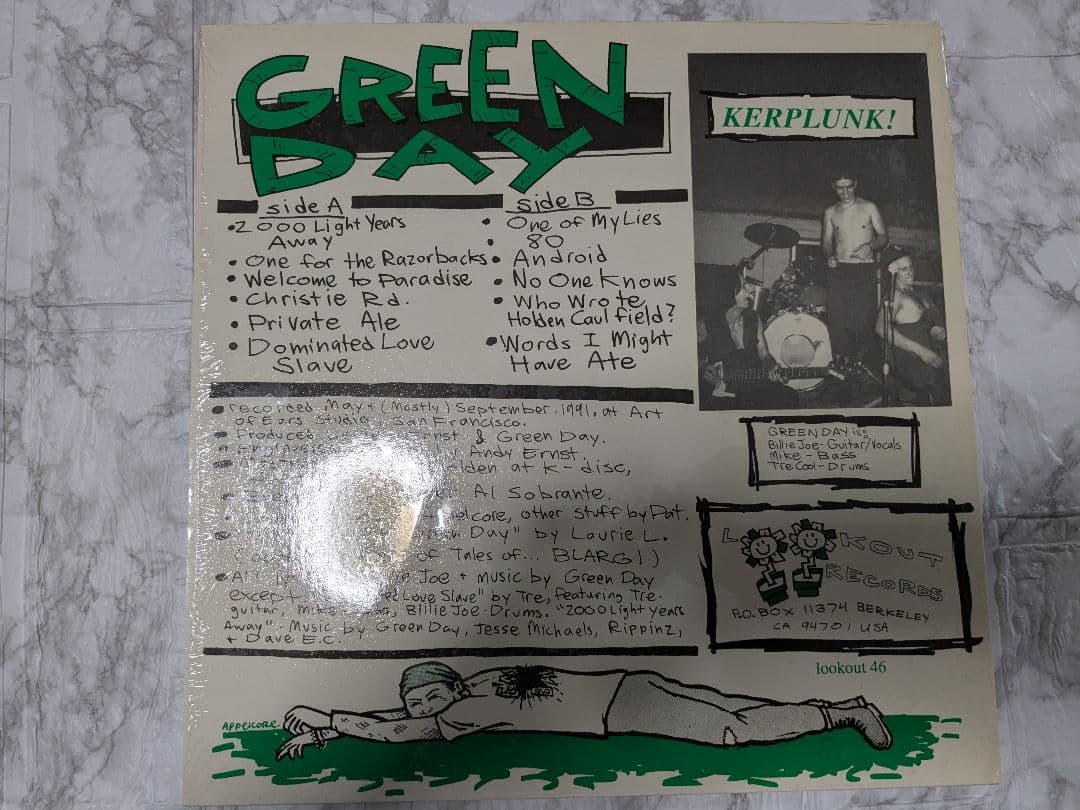 GREEN
DAY
KERPLUNK!
side A
•2000 Light Years
Away
• One for the Razorbacks
• Welcome to Paradise
• Christie Rd.
• Private Ale
• Dominated Love
Slave
side B
• One of My Lies
• 80
• Android
• No One Knows
• Who Wrote
Holden Caulfield?
• Words I Might
Have Ate
• recorded May + (Mostly) September, 1991, at Art
of Ears Studio, San Francisco.
• Produced Ernst & Green Day.
Andy Ernst.
at K-disc,
Al Sobrante.
other stuff by Pat.
Day" by Laurie L.
of Tales of... BLARG!)
• All Joe + music by Green Day
except Love Slave" by Tre, featuring Tre-
guitar, Mike Billie Joe-Drums. "2000 Light Years
Away"- Music by Green Day, Jesse Michaels, Rippinz,
+ Dave E.C.
GREEN DAY is:
Billie Joe- Guitar/Vocals
Mike - Bass
Tre Cool-Drums
L KOUT
RECORDS
P.O. BOX 11374 BERKELEY
CA 94701 USA
lookout 46
APPELCORE